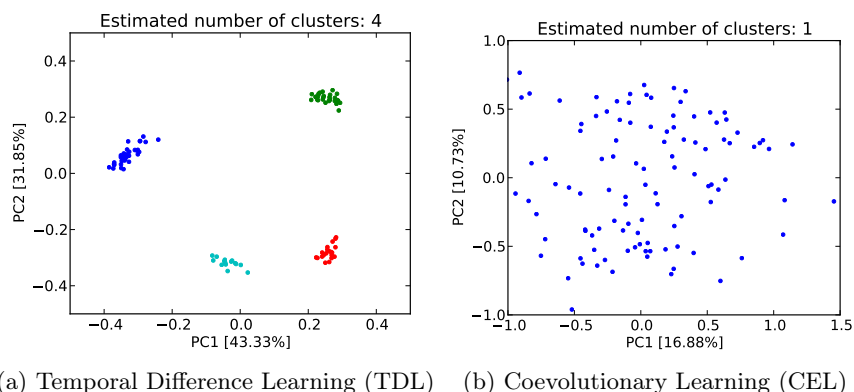 Estimated number of clusters: 4
0.4
0.2
0.0
−0.2
−0.4
PC2 [31.85%]
−0.4 −0.2 0.0 0.2 0.4
PC1 [43.33%]
(a) Temporal Difference Learning (TDL)
Estimated number of clusters: 1
1.0
0.5
0.0
−0.5
−1.0
PC2 [10.73%]
−1.0 −0.5 0.0 0.5 1.0 1.5
PC1 [16.88%]
(b) Coevolutionary Learning (CEL)